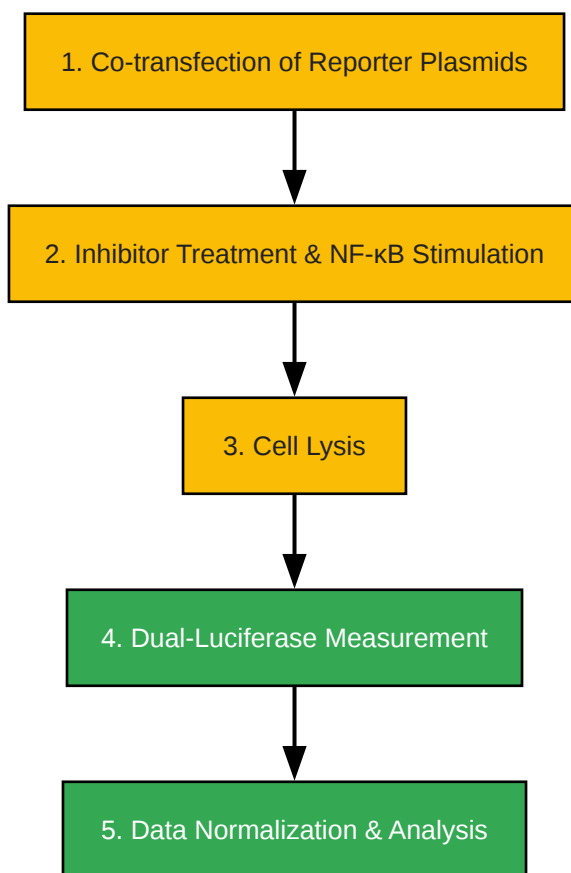 1. Co-transfection of Reporter Plasmids
2. Inhibitor Treatment & NF-κB Stimulation
3. Cell Lysis
4. Dual-Luciferase Measurement
5. Data Normalization & Analysis